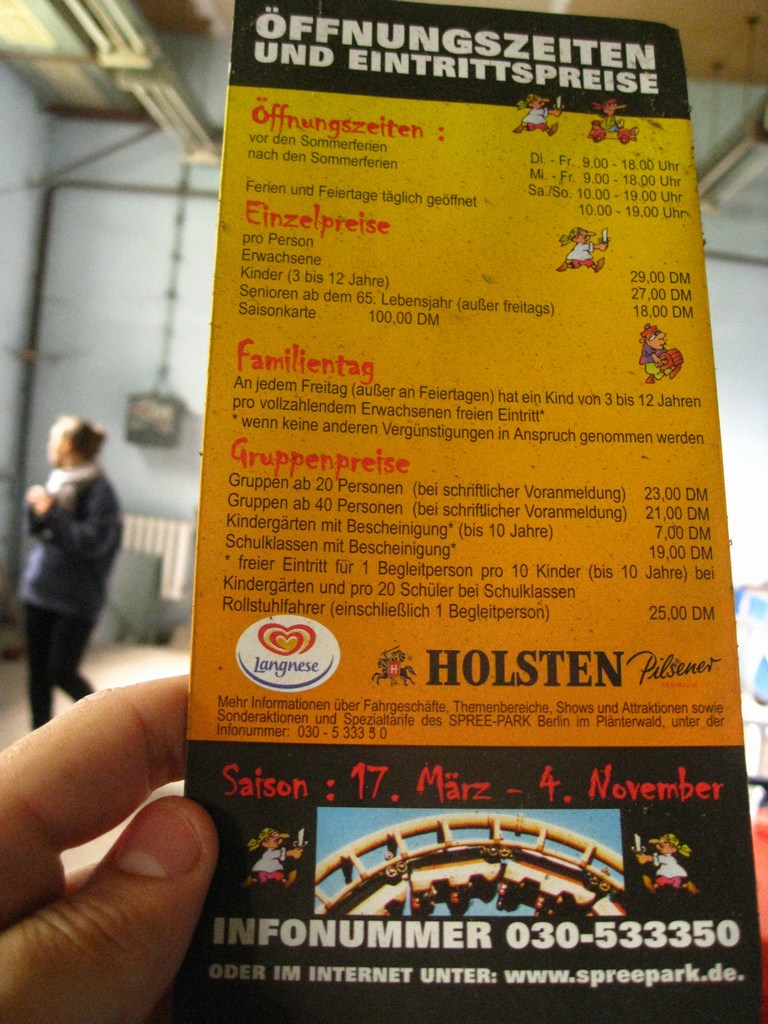 ÖFFNUNGSZEITEN
UND EINTRITTSPREISE
Öffnungszeiten :
vor den Sommerferien Di. - Fr. 9.00 - 18.00 Uhr
nach den Sommerferien Mi. - Fr. 9.00 - 18.00 Uhr
Sa./So. 10.00 - 19.00 Uhr
Ferien und Feiertage täglich geöffnet 10.00 - 19.00 Uhr
Einzelpreise
pro Person
Erwachsene 29,00 DM
Kinder (3 bis 12 Jahre) 27,00 DM
Senioren ab dem 65. Lebensjahr (außer freitags) 18,00 DM
Saisonkarte 100,00 DM
Familientag
An jedem Freitag (außer an Feiertagen) hat ein Kind von 3 bis 12 Jahren
pro vollzahlendem Erwachsenen freien Eintritt*
* wenn keine anderen Vergünstigungen in Anspruch genommen werden
Gruppenpreise
Gruppen ab 20 Personen (bei schriftlicher Voranmeldung) 23,00 DM
Gruppen ab 40 Personen (bei schriftlicher Voranmeldung) 21,00 DM
Kindergärten mit Bescheinigung* (bis 10 Jahre) 7,00 DM
Schulklassen mit Bescheinigung* 19,00 DM
* freier Eintritt für 1 Begleitperson pro 10 Kinder (bis 10 Jahre) bei
Kindergärten und pro 20 Schüler bei Schulklassen
Rollstuhlfahrer (einschließlich 1 Begleitperson) 25,00 DM
Langnese
HOLSTEN Pilsener
PREMIUM
Mehr Informationen über Fahrgeschäfte, Themenbereiche, Shows und Attraktionen sowie
Sonderaktionen und Spezialtarife des SPREE-PARK Berlin im Plänterwald, unter der
Infonummer: 030 - 5 333 5 0
Saison : 17. März - 4. November
INFONUMMER 030-533350
ODER IM INTERNET UNTER: www.spreepark.de.